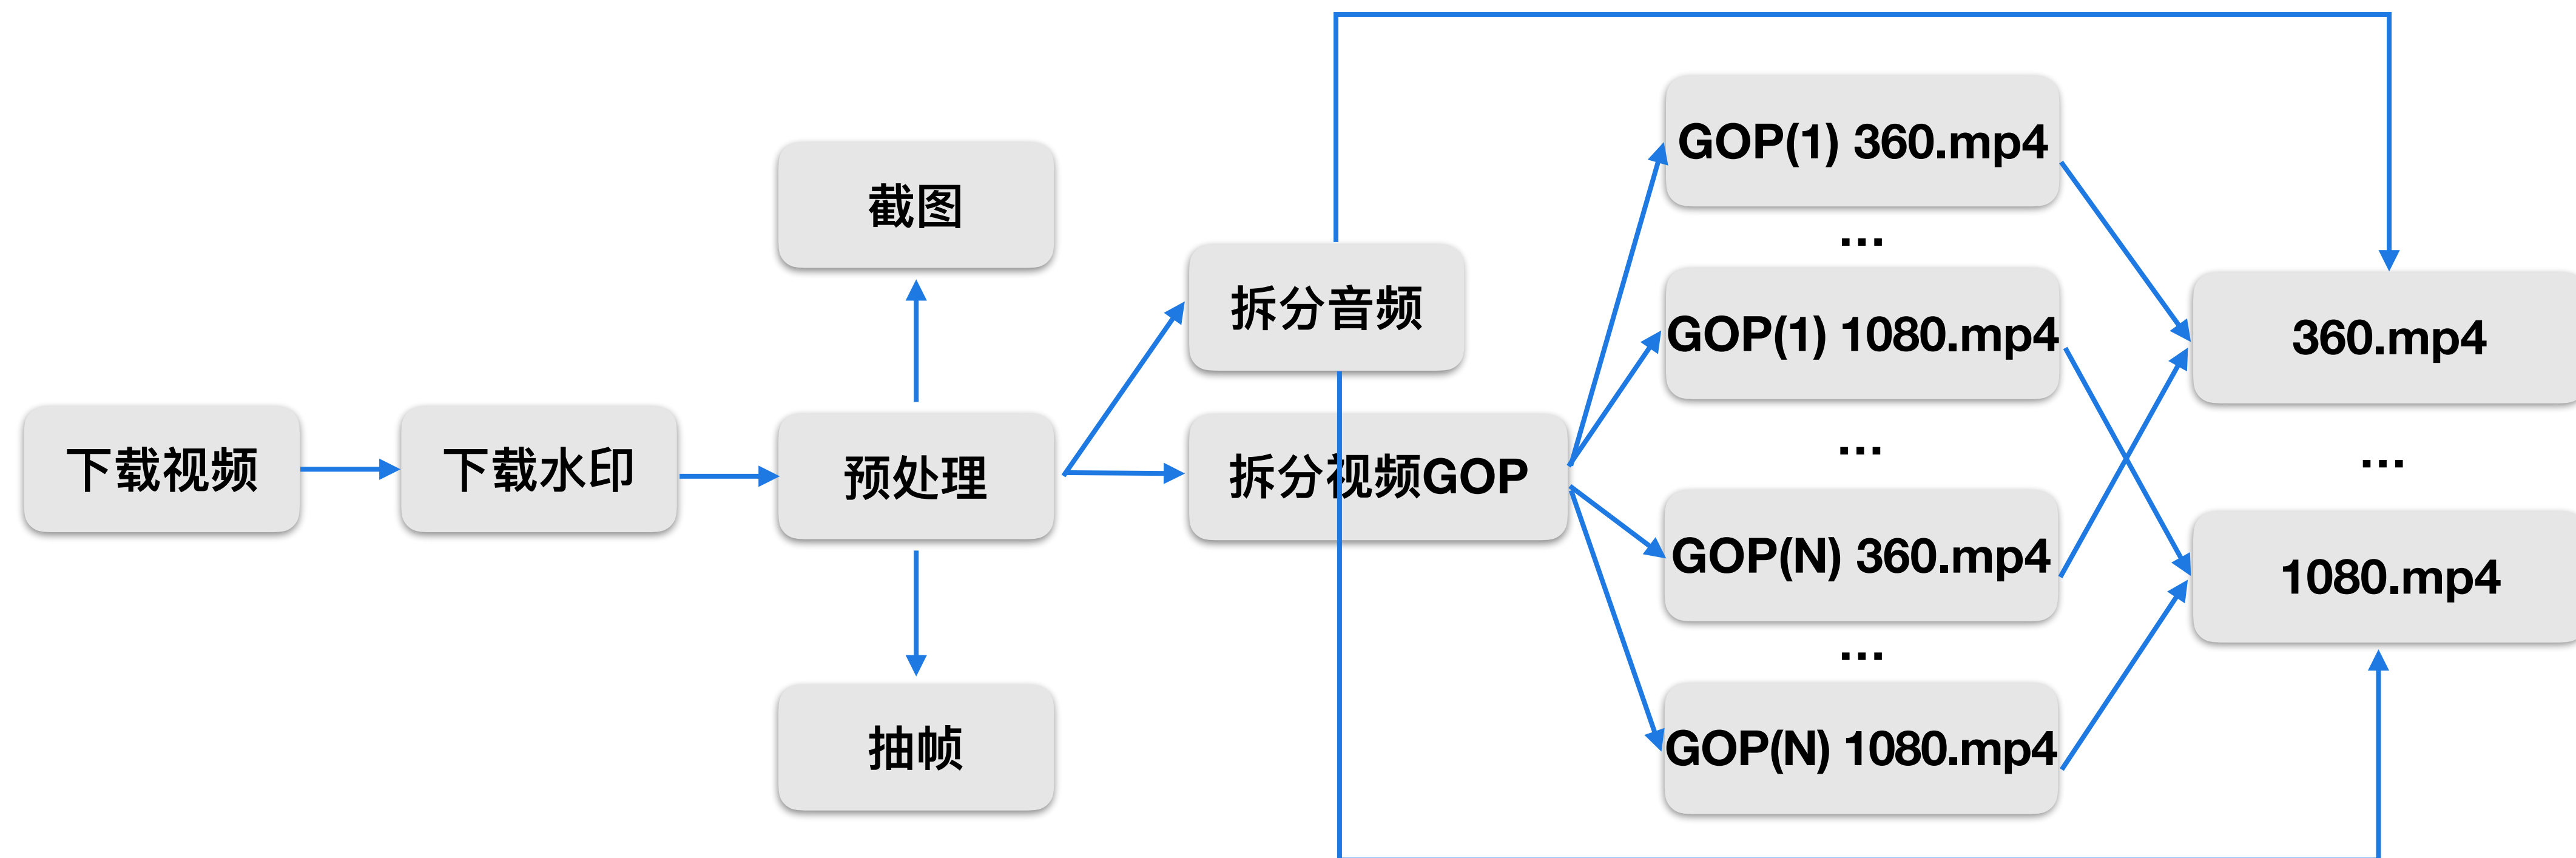 下载视频
下载水印
截图
预处理
抽帧
拆分音频
拆分视频GOP
GOP(1) 360.mp4
...
GOP(1) 1080.mp4
...
GOP(N) 360.mp4
...
GOP(N) 1080.mp4
360.mp4
...
1080.mp4